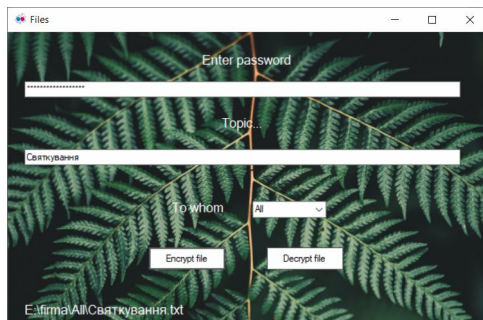 Files
Enter password
******************
Topic...
Святкування
To whom
All
Encrypt file
Decrypt file
E:\firma\All\Святкування.txt